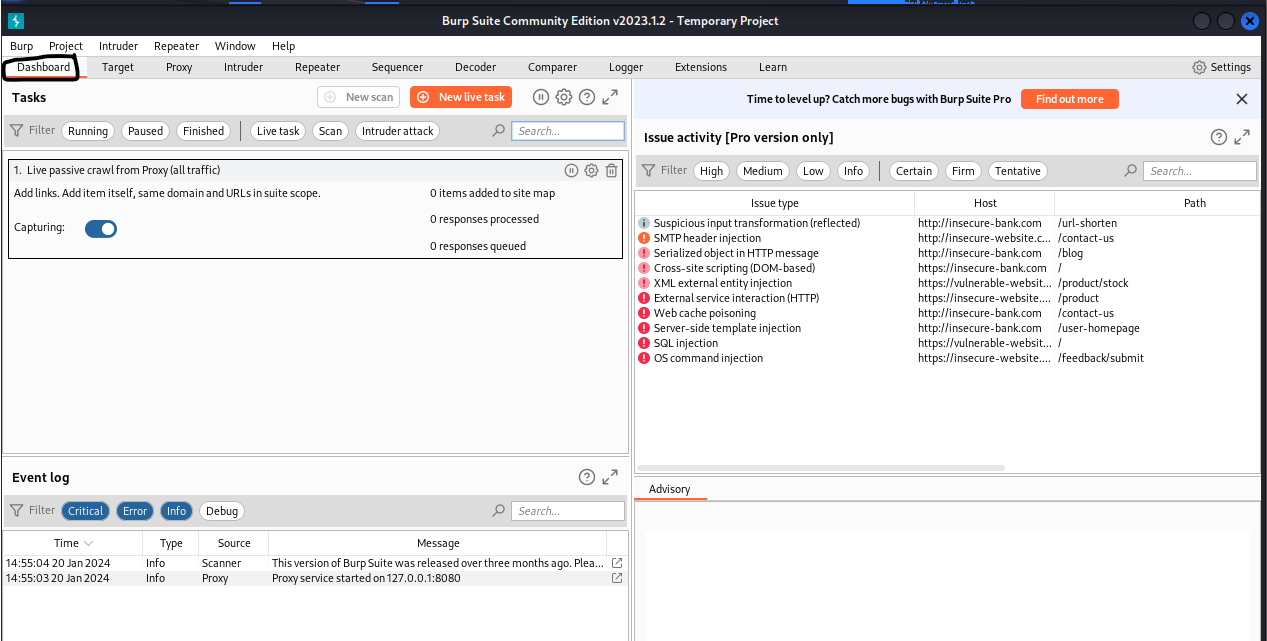 Burp Suite Community Edition v2023.1.2 - Temporary Project
Burp Project Intruder Repeater Window Help
Dashboard Target Proxy Intruder Repeater Sequencer Decoder Comparer Logger Extensions Learn Settings
Tasks New scan New live task
Filter Running Paused Finished Live task Scan Intruder attack Search...
1. Live passive crawl from Proxy (all traffic)
Add links. Add item itself, same domain and URLs in suite scope. 0 items added to site map
0 responses processed
Capturing:
0 responses queued
Event log
Filter Critical Error Info Debug Search...
Time Type Source Message
14:55:04 20 Jan 2024 Info Scanner This version of Burp Suite was released over three months ago. Plea...
14:55:03 20 Jan 2024 Info Proxy Proxy service started on 127.0.0.1:8080
Time to level up? Catch more bugs with Burp Suite Pro Find out more
Issue activity [Pro version only]
Filter High Medium Low Info Certain Firm Tentative Search...
Issue type Host Path
Suspicious input transformation (reflected) http://insecure-bank.com /url-shorten
SMTP header injection http://insecure-website.c... /contact-us
Serialized object in HTTP message http://insecure-bank.com /blog
Cross-site scripting (DOM-based) https://insecure-bank.com /
XML external entity injection https://vulnerable-websit... /product/stock
External service interaction (HTTP) https://insecure-website.... /product
Web cache poisoning http://insecure-bank.com /contact-us
Server-side template injection http://insecure-bank.com /user-homepage
SQL injection https://vulnerable-websit... /
OS command injection https://insecure-website.... /feedback/submit
Advisory